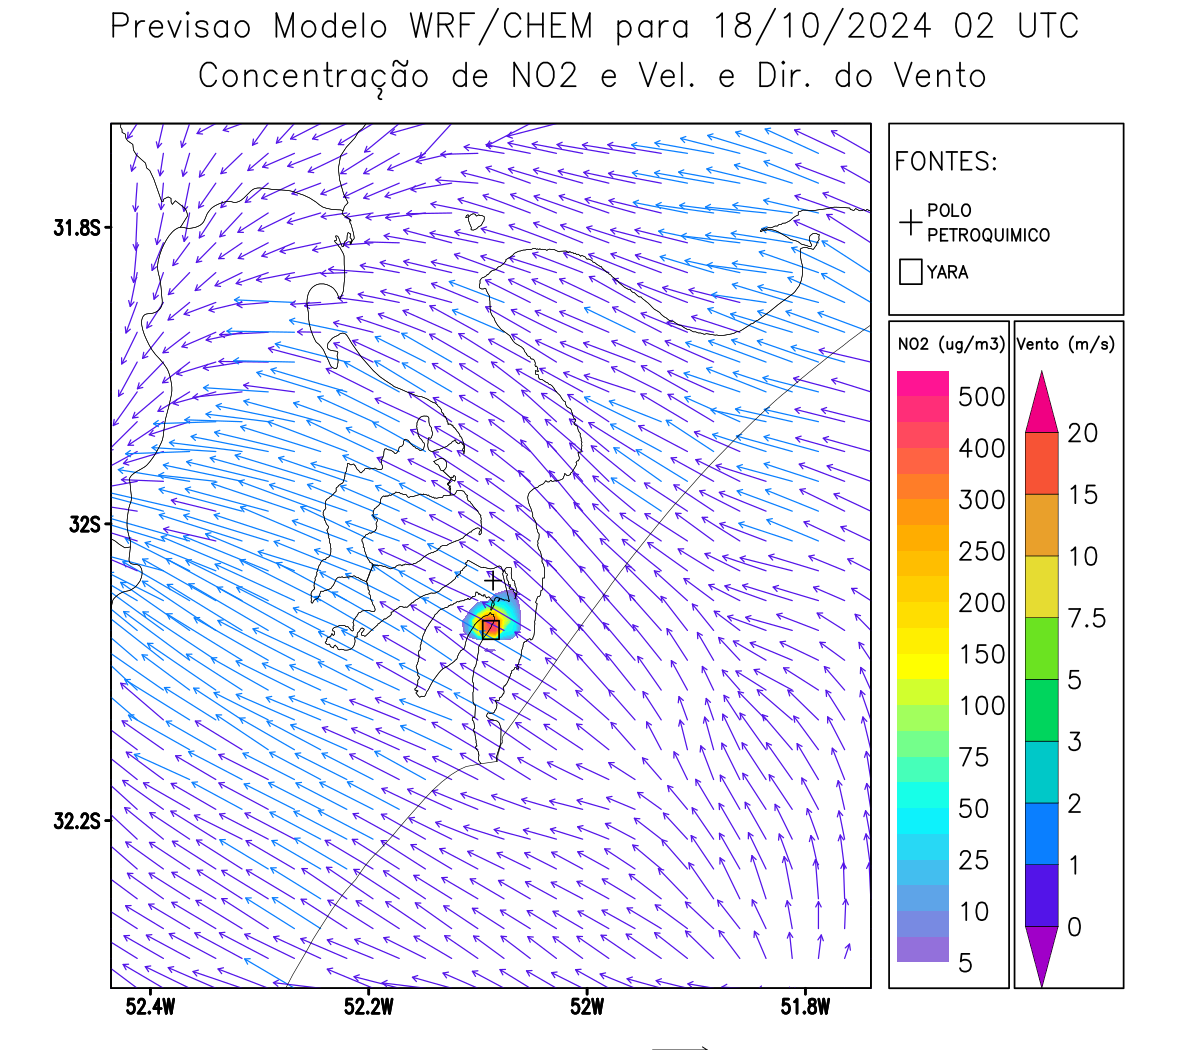 Previsao Modelo WRF/CHEM para 18/10/2024 02 UTC
Concentração de NO2 e Vel. e Dir. do Vento
FONTES:
POLO
PETROQUIMICO
YARA
NO2 (ug/m3)
500
400
300
250
200
150
100
75
50
25
10
5
Vento (m/s)
20
15
10
7.5
5
3
2
1
0
31.8S
32S
32.2S
52.4W
52.2W
52W
51.8W